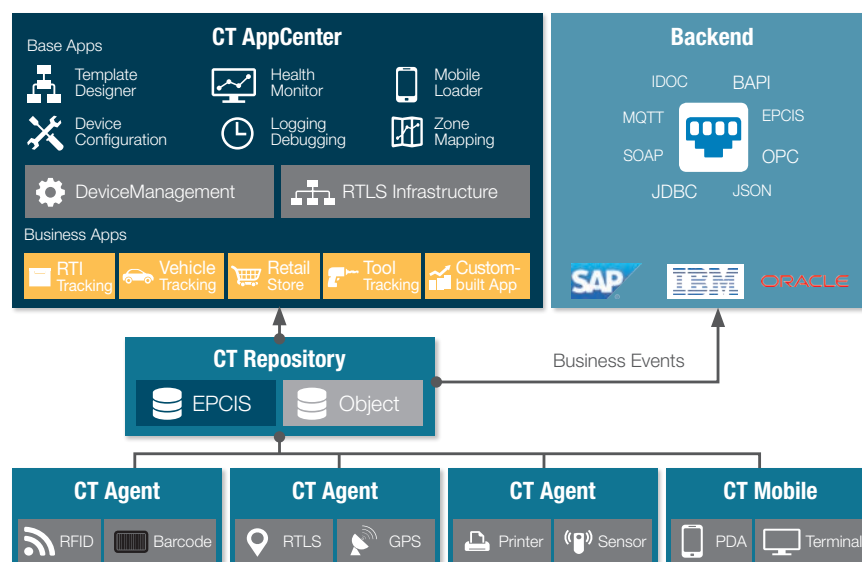 CT AppCenter
Base Apps
Template
Designer
Health
Monitor
Mobile
Loader
Device
Configuration
Logging
Debugging
Zone
Mapping
DeviceManagement
RTLS Infrastructure
Business Apps
RTI
Tracking
Vehicle
Tracking
Retail
Store
Tool
Tracking
Custom-
built App
Backend
IDOC
BAPI
MQTT
EPCIS
SOAP
OPC
JDBC
JSON
SAP
IBM
ORACLE
CT Repository
EPCIS
Object
Business Events
CT Agent
RFID
Barcode
CT Agent
RTLS
GPS
CT Agent
Printer
Sensor
CT Mobile
PDA
Terminal